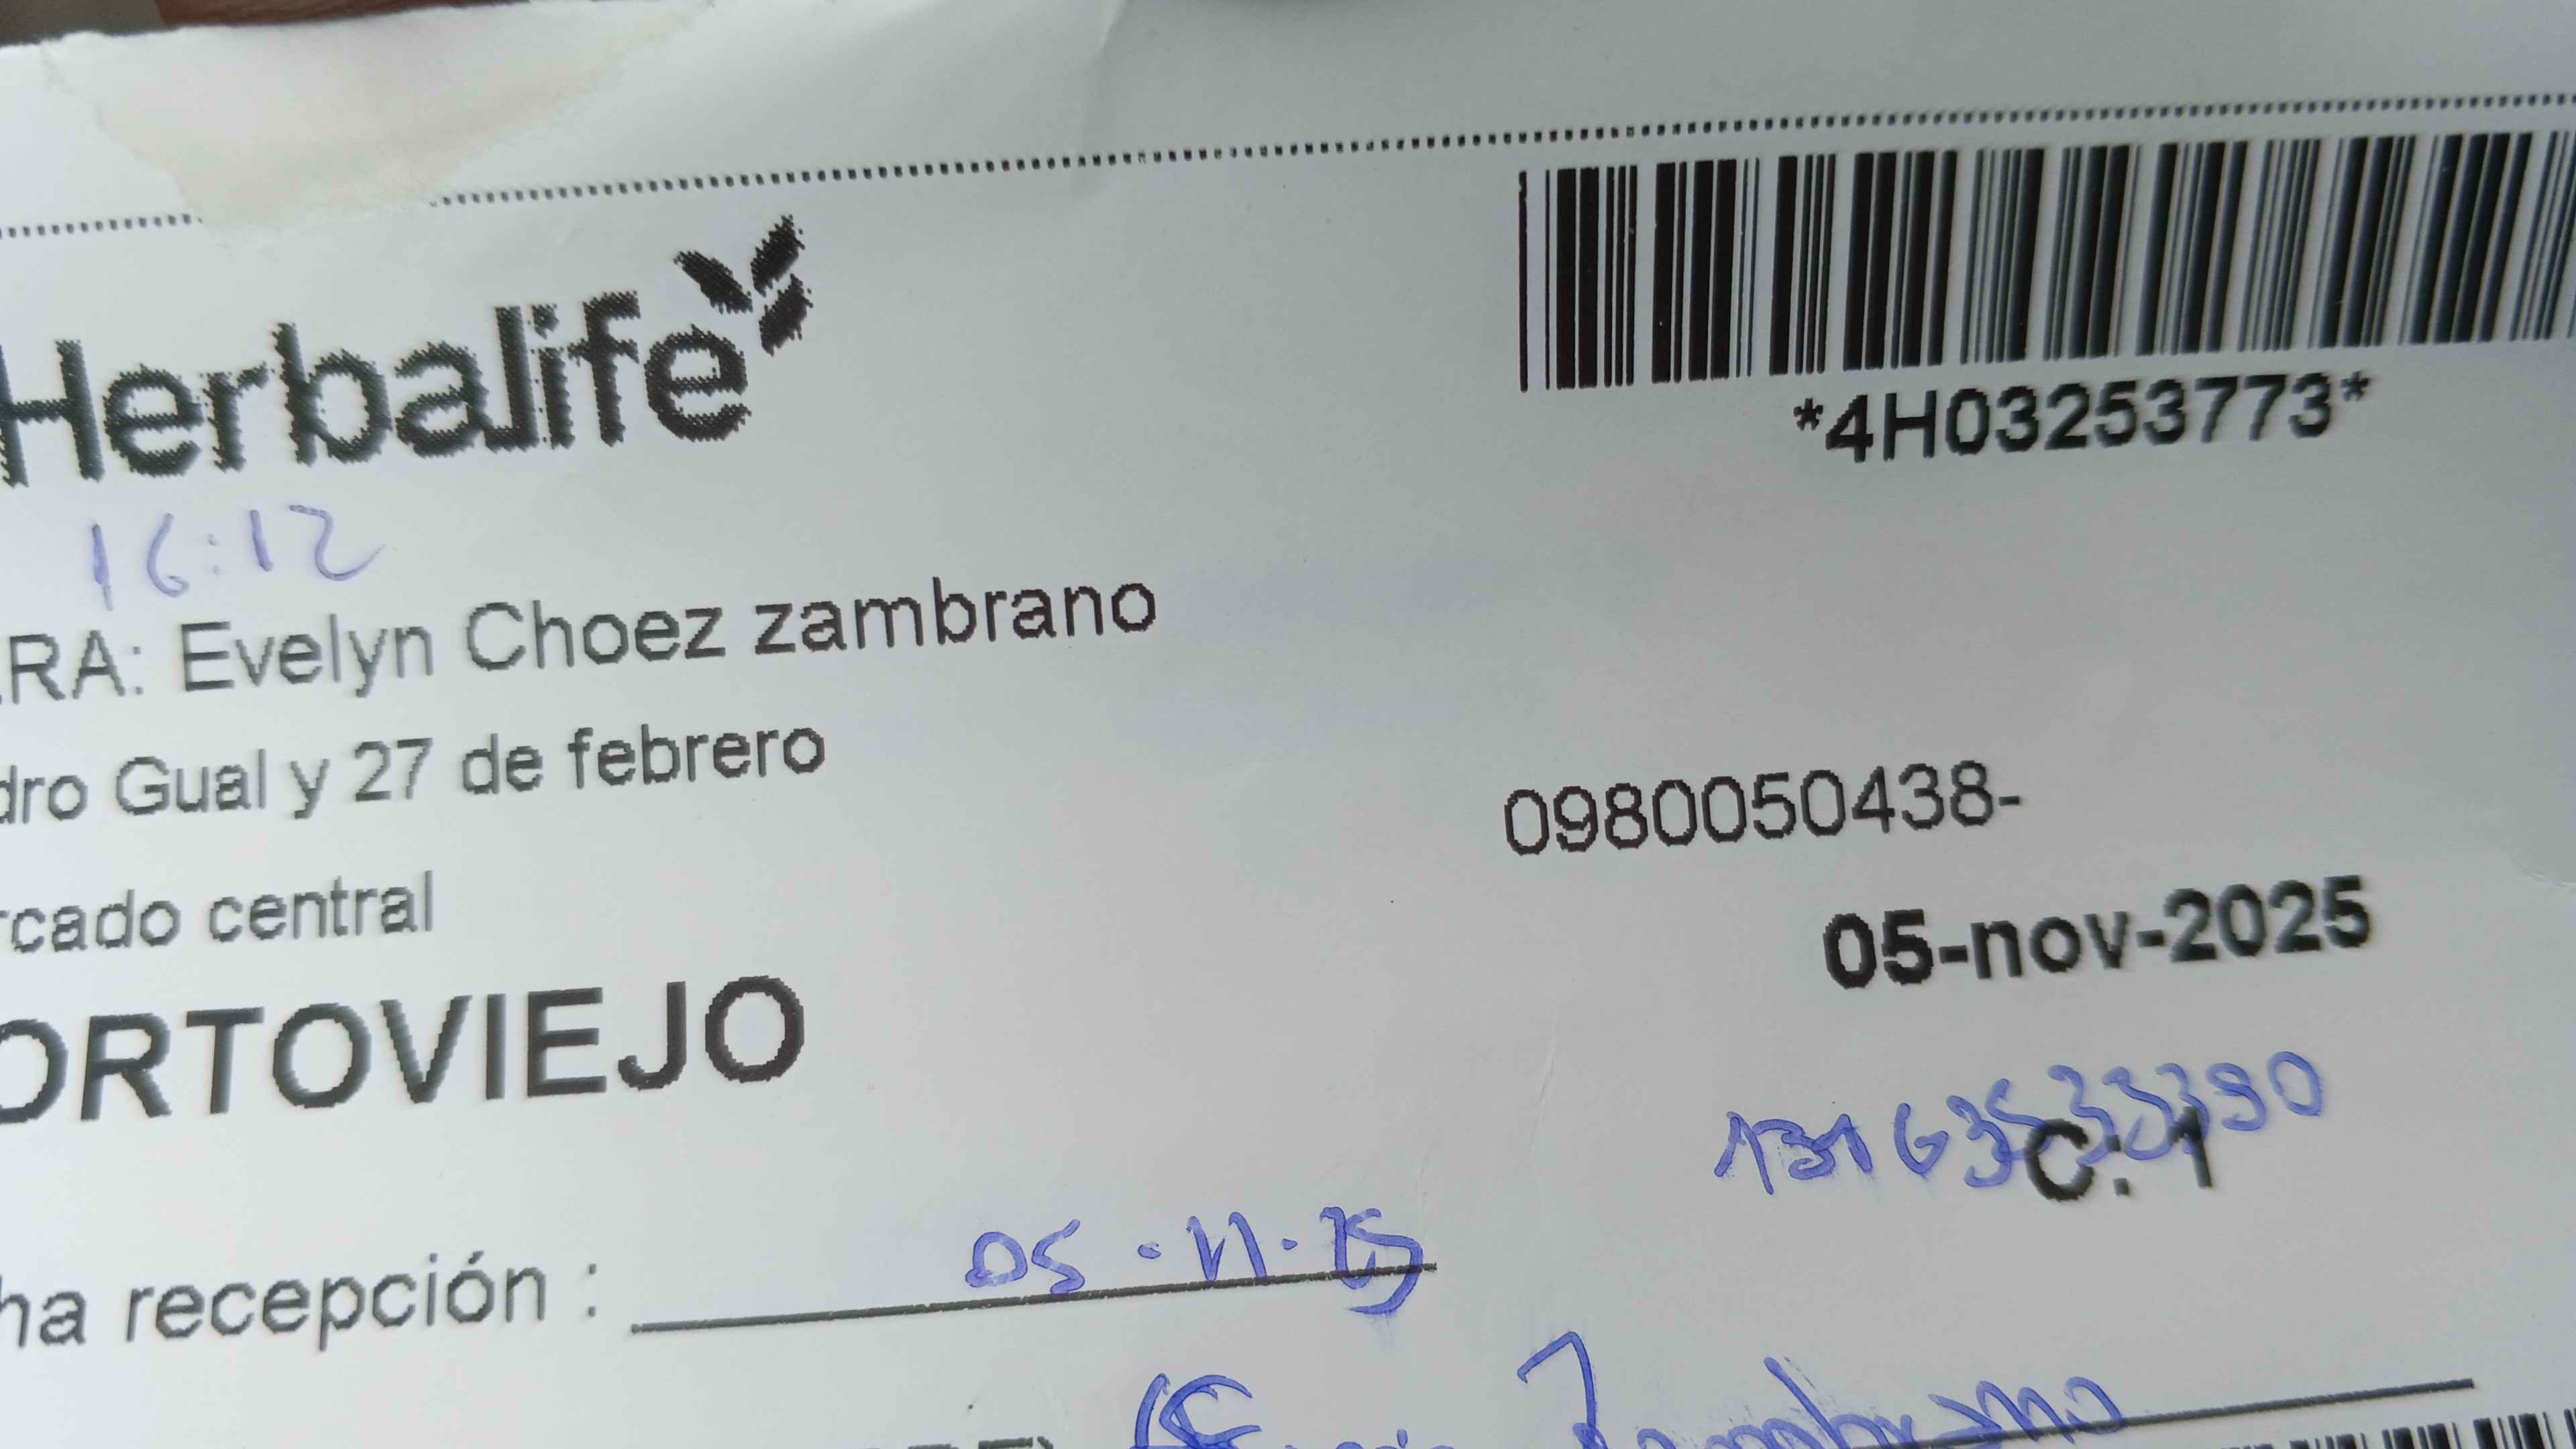 Herbalife
*4H03253773*
16:12
RA: Evelyn Choez zambrano
dro Gual y 27 de febrero
0980050438-
rcado central
05-nov-2025
ORTOVIEJO
C: 1
ha recepción :
05-11-25
Zambrano